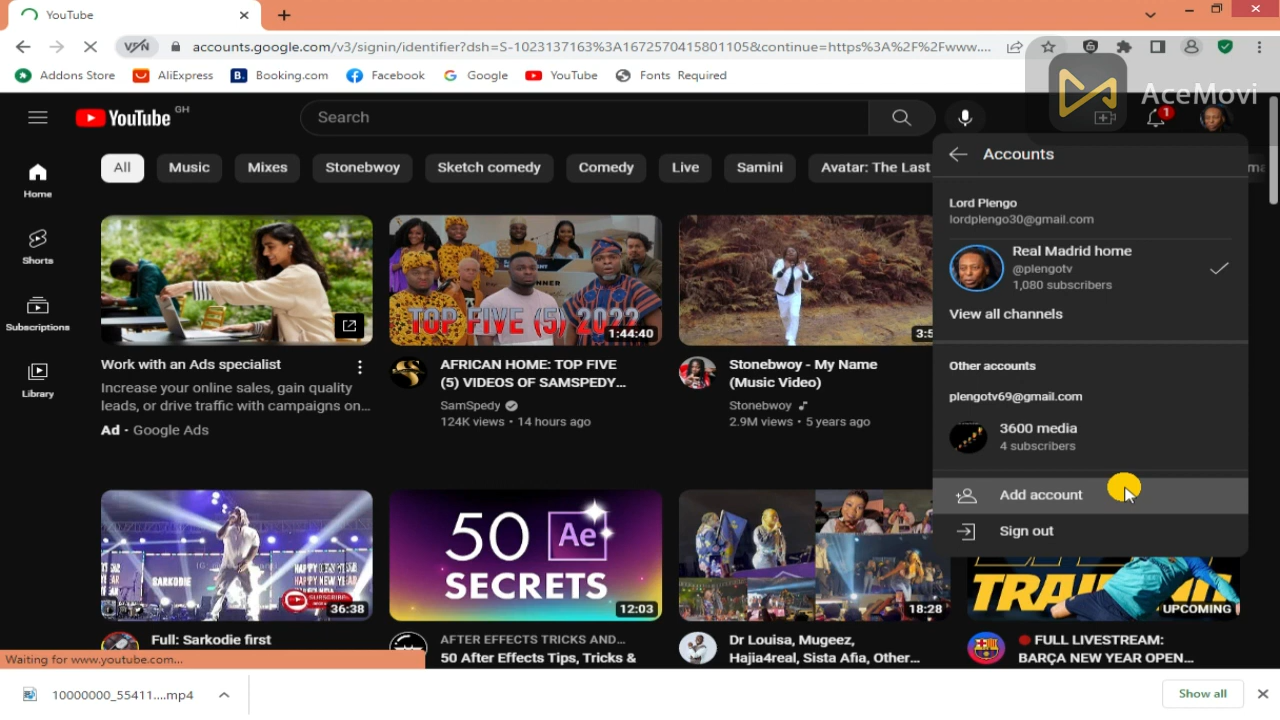 YouTube
VPN
accounts.google.com/v3/signin/identifier?dsh=S-1023137163%3A1672570415801105&continue=https%3A%2F%2Fwww....
Addons Store
AliExpress
B.
Booking.com
Facebook
Google
YouTube
Fonts Required
AceMovi
YouTube GH
Search
1
All
Music
Mixes
Stonebwoy
Sketch comedy
Comedy
Live
Samini
Avatar: The Last
Home
Shorts
Subscriptions
Library
Work with an Ads specialist
Increase your online sales, gain quality
leads, or drive traffic with campaigns on...
Ad · Google Ads
TOP FIVE (5) 2022
1:44:40
AFRICAN HOME: TOP FIVE
(5) VIDEOS OF SAMSPEDY...
SamSpedy
124K views • 14 hours ago
3:5
Stonebwoy - My Name
(Music Video)
Stonebwoy
2.9M views • 5 years ago
Accounts
Lord Plengo
lordplengo30@gmail.com
Real Madrid home
@plengotv
1,080 subscribers
View all channels
Other accounts
plengotv69@gmail.com
3600 media
4 subscribers
Add account
Sign out
SARKODIE
HAPPY NEW YEAR
SUBSCRIBE
36:38
Full: Sarkodie first
50 Ae
SECRETS
12:03
AFTER EFFECTS TRICKS AND...
50 After Effects Tips, Tricks &
18:28
Dr Louisa, Mugeez,
Hajia4real, Sista Afia, Other...
UPCOMING
FULL LIVESTREAM:
BARÇA NEW YEAR OPEN...
Waiting for www.youtube.com...
10000000_55411....mp4
Show all